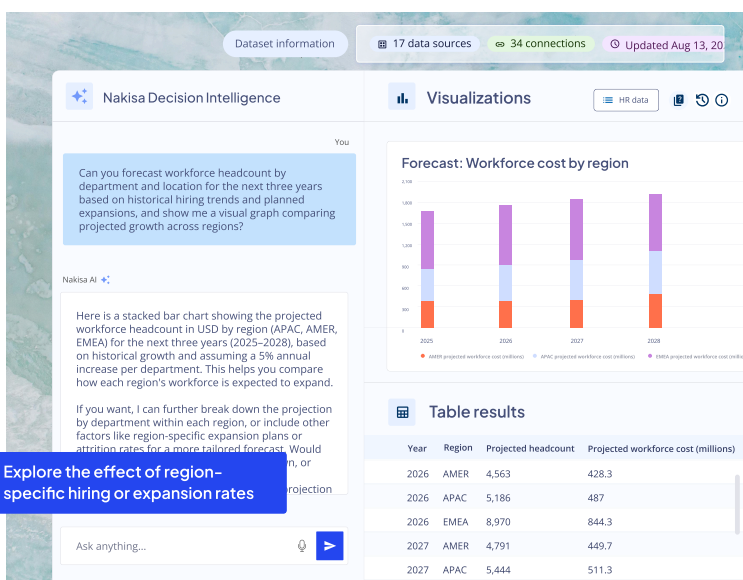 Dataset information
17 data sources
34 connections
Updated Aug 13, 20
Nakisa Decision Intelligence
You
Can you forecast workforce headcount by
department and location for the next three years
based on historical hiring trends and planned
expansions, and show me a visual graph comparing
projected growth across regions?
Nakisa AI
Here is a stacked bar chart showing the projected
workforce headcount in USD by region (APAC, AMER,
EMEA) for the next three years (2025–2028), based
on historical growth and assuming a 5% annual
increase per department. This helps you compare
how each region's workforce is expected to expand.
If you want, I can further break down the projection
by department within each region, or include other
factors like region-specific expansion plans or
attrition rates for a more tailored forecast. Would
or
projection
Explore the effect of region-
specific hiring or expansion rates
Ask anything...
Visualizations
HR data
Forecast: Workforce cost by region
2,100
1,800
1,500
1,200
900
600
300
0
2025 2026 2027 2028
AMER projected workforce cost (millions) APAC projected workforce cost (millions) EMEA projected workforce cost (millio
Table results
Year Region Projected headcount Projected workforce cost (millions)
2026 AMER 4,563 428.3
2026 APAC 5,186 487
2026 EMEA 8,970 844.3
2027 AMER 4,791 449.7
2027 APAC 5,444 511.3